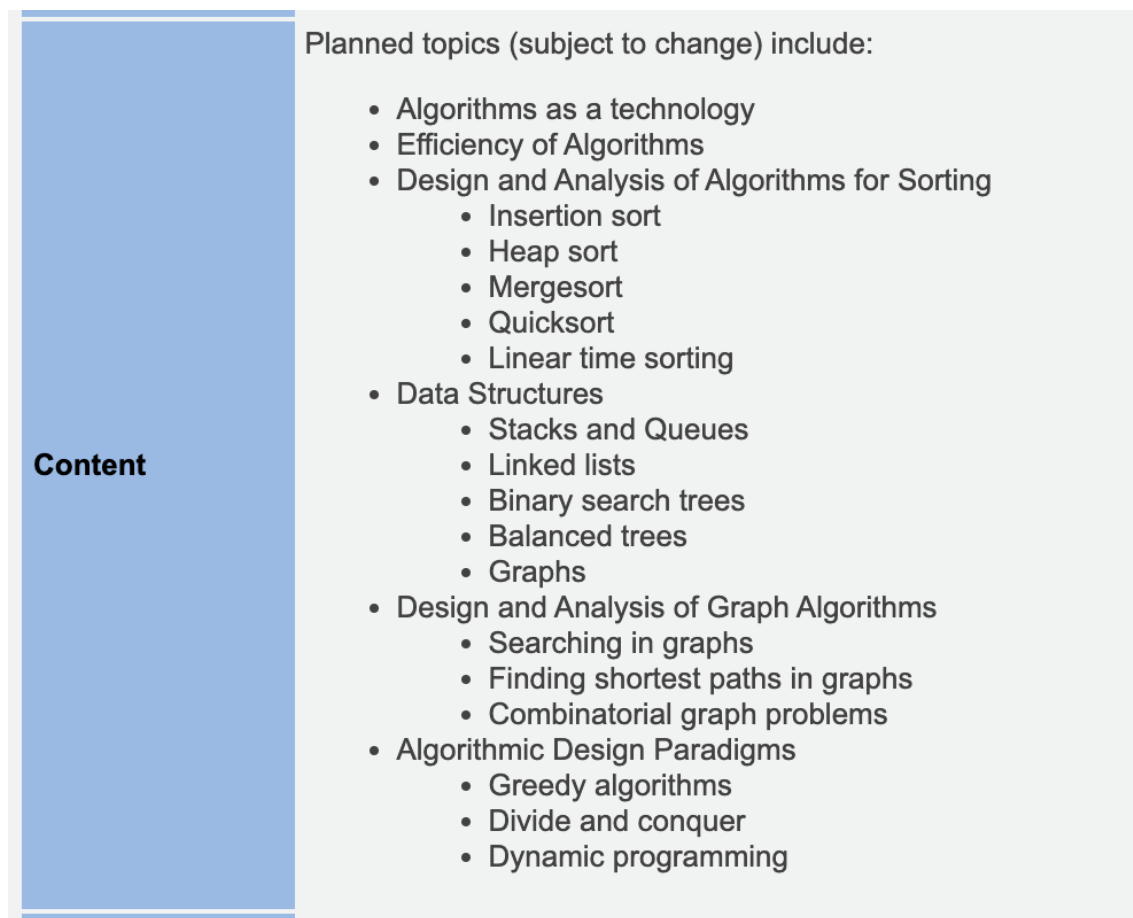 Content
Planned topics (subject to change) include:
• Algorithms as a technology
• Efficiency of Algorithms
• Design and Analysis of Algorithms for Sorting
• Insertion sort
• Heap sort
• Mergesort
• Quicksort
• Linear time sorting
• Data Structures
• Stacks and Queues
• Linked lists
• Binary search trees
• Balanced trees
• Graphs
• Design and Analysis of Graph Algorithms
• Searching in graphs
• Finding shortest paths in graphs
• Combinatorial graph problems
• Algorithmic Design Paradigms
• Greedy algorithms
• Divide and conquer
• Dynamic programming